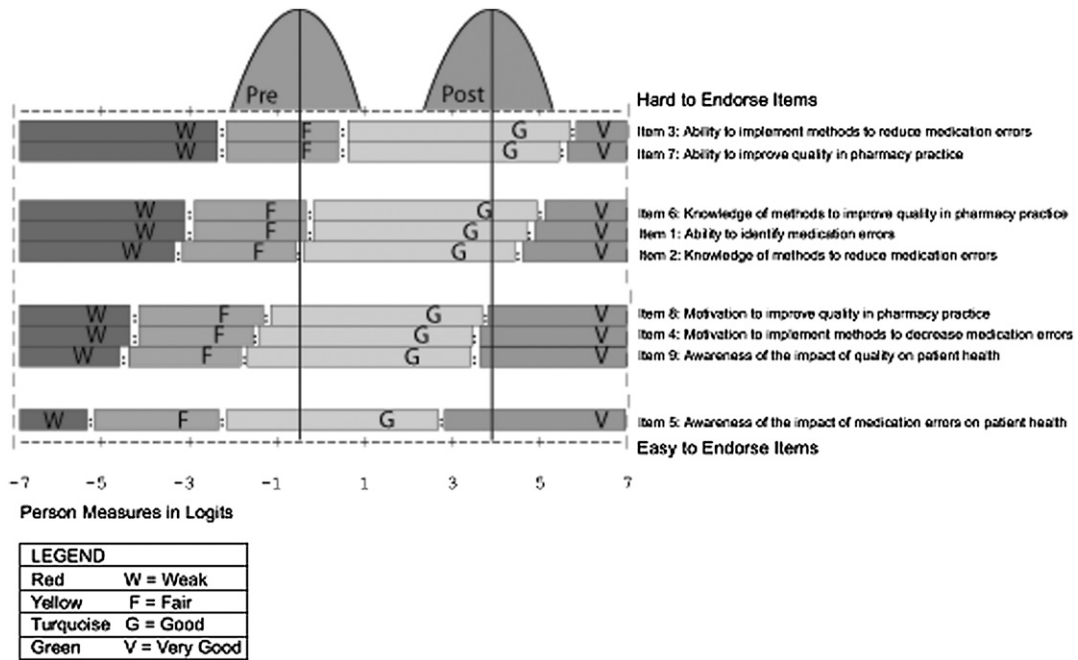 Pre
Post
Hard to Endorse Items
W F G V Item 3: Ability to implement methods to reduce medication errors
W F G V Item 7: Ability to improve quality in pharmacy practice
W F G V Item 6: Knowledge of methods to improve quality in pharmacy practice
W F G V Item 1: Ability to identify medication errors
W F G V Item 2: Knowledge of methods to reduce medication errors
W F G V Item 8: Motivation to improve quality in pharmacy practice
W F G V Item 4: Motivation to implement methods to decrease medication errors
W F G V Item 9: Awareness of the impact of quality on patient health
W F G V Item 5: Awareness of the impact of medication errors on patient health
Easy to Endorse Items
-7 -5 -3 -1 1 3 5 7
Person Measures in Logits
LEGEND
Red W = Weak
Yellow F = Fair
Turquoise G = Good
Green V = Very Good